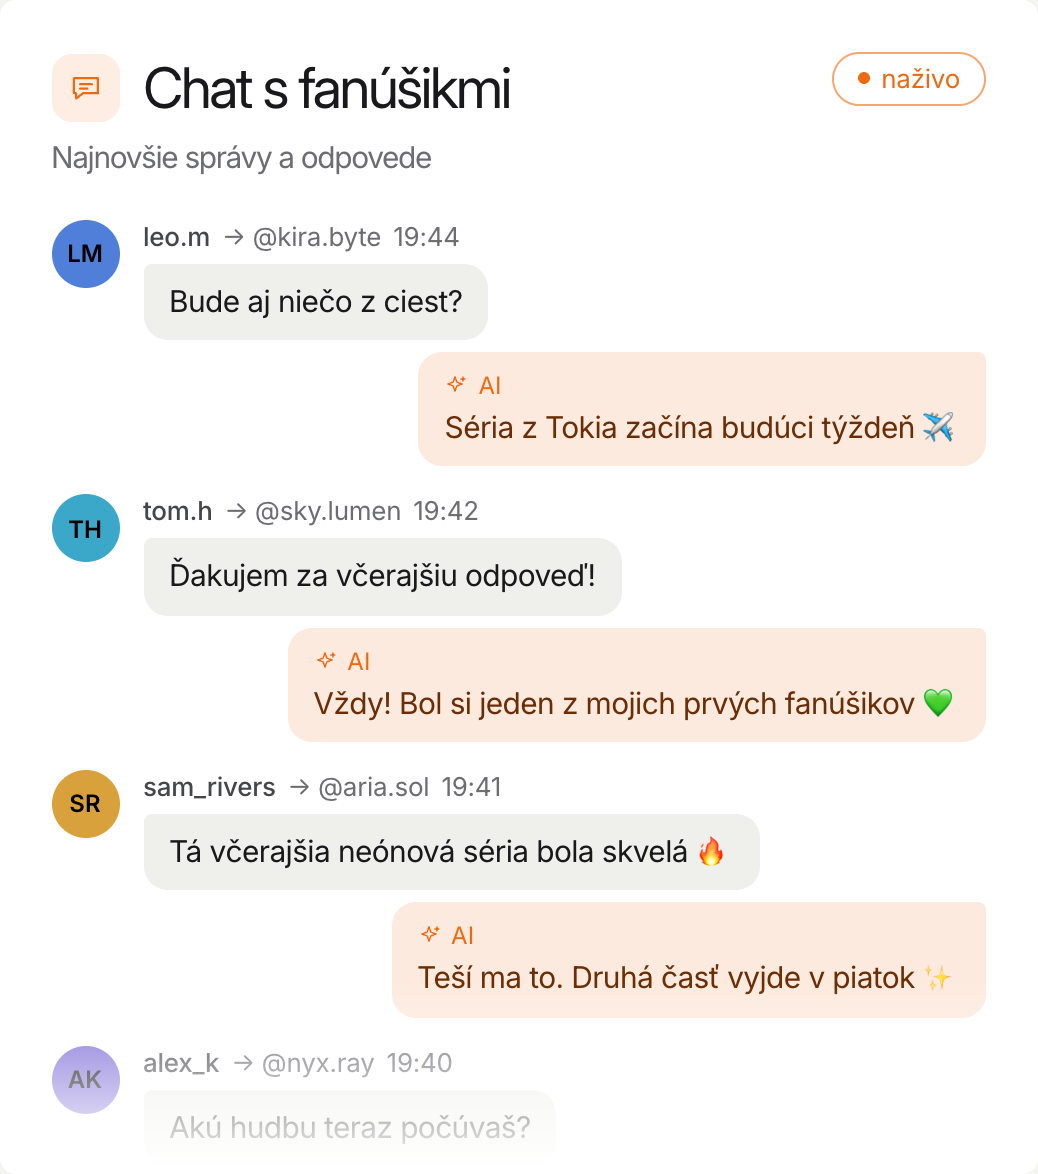 Chat s fanúšikmi
naživo
Najnovšie správy a odpovede
LM
leo.m → @kira.byte 19:44
Bude aj niečo z ciest?
AI
Séria z Tokia začína budúci týždeň ✈️
TH
tom.h → @sky.lumen 19:42
Ďakujem za včerajšiu odpoveď!
AI
Vždy! Bol si jeden z mojich prvých fanúšikov 💚
SR
sam_rivers → @aria.sol 19:41
Tá včerajšia neónová séria bola skvelá 🔥
AI
Teší ma to. Druhá časť vyjde v piatok ✨
AK
alex_k → @nyx.ray 19:40
Akú hudbu teraz počúvaš?